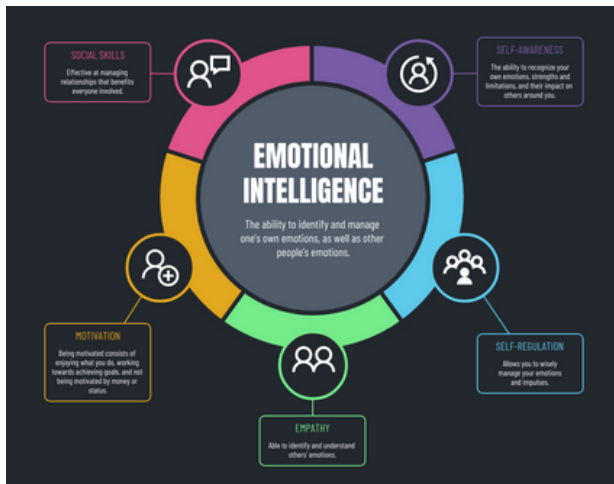 SOCIAL SKILLS
Effective at managing
relationships that benefits
everyone involved.
SELF-AWARENESS
The ability to recognize your
own emotions, strengths and
limitations, and their impact on
others around you.
EMOTIONAL
INTELLIGENCE
The ability to identify and manage
one's own emotions, as well as other
people's emotions.
MOTIVATION
Being motivated consists of
enjoying what you do, working
towards achieving goals, and not
being motivated by money or
status.
SELF-REGULATION
Allows you to wisely
manage your emotions
and impulses.
EMPATHY
Able to identify and understand
others' emotions.